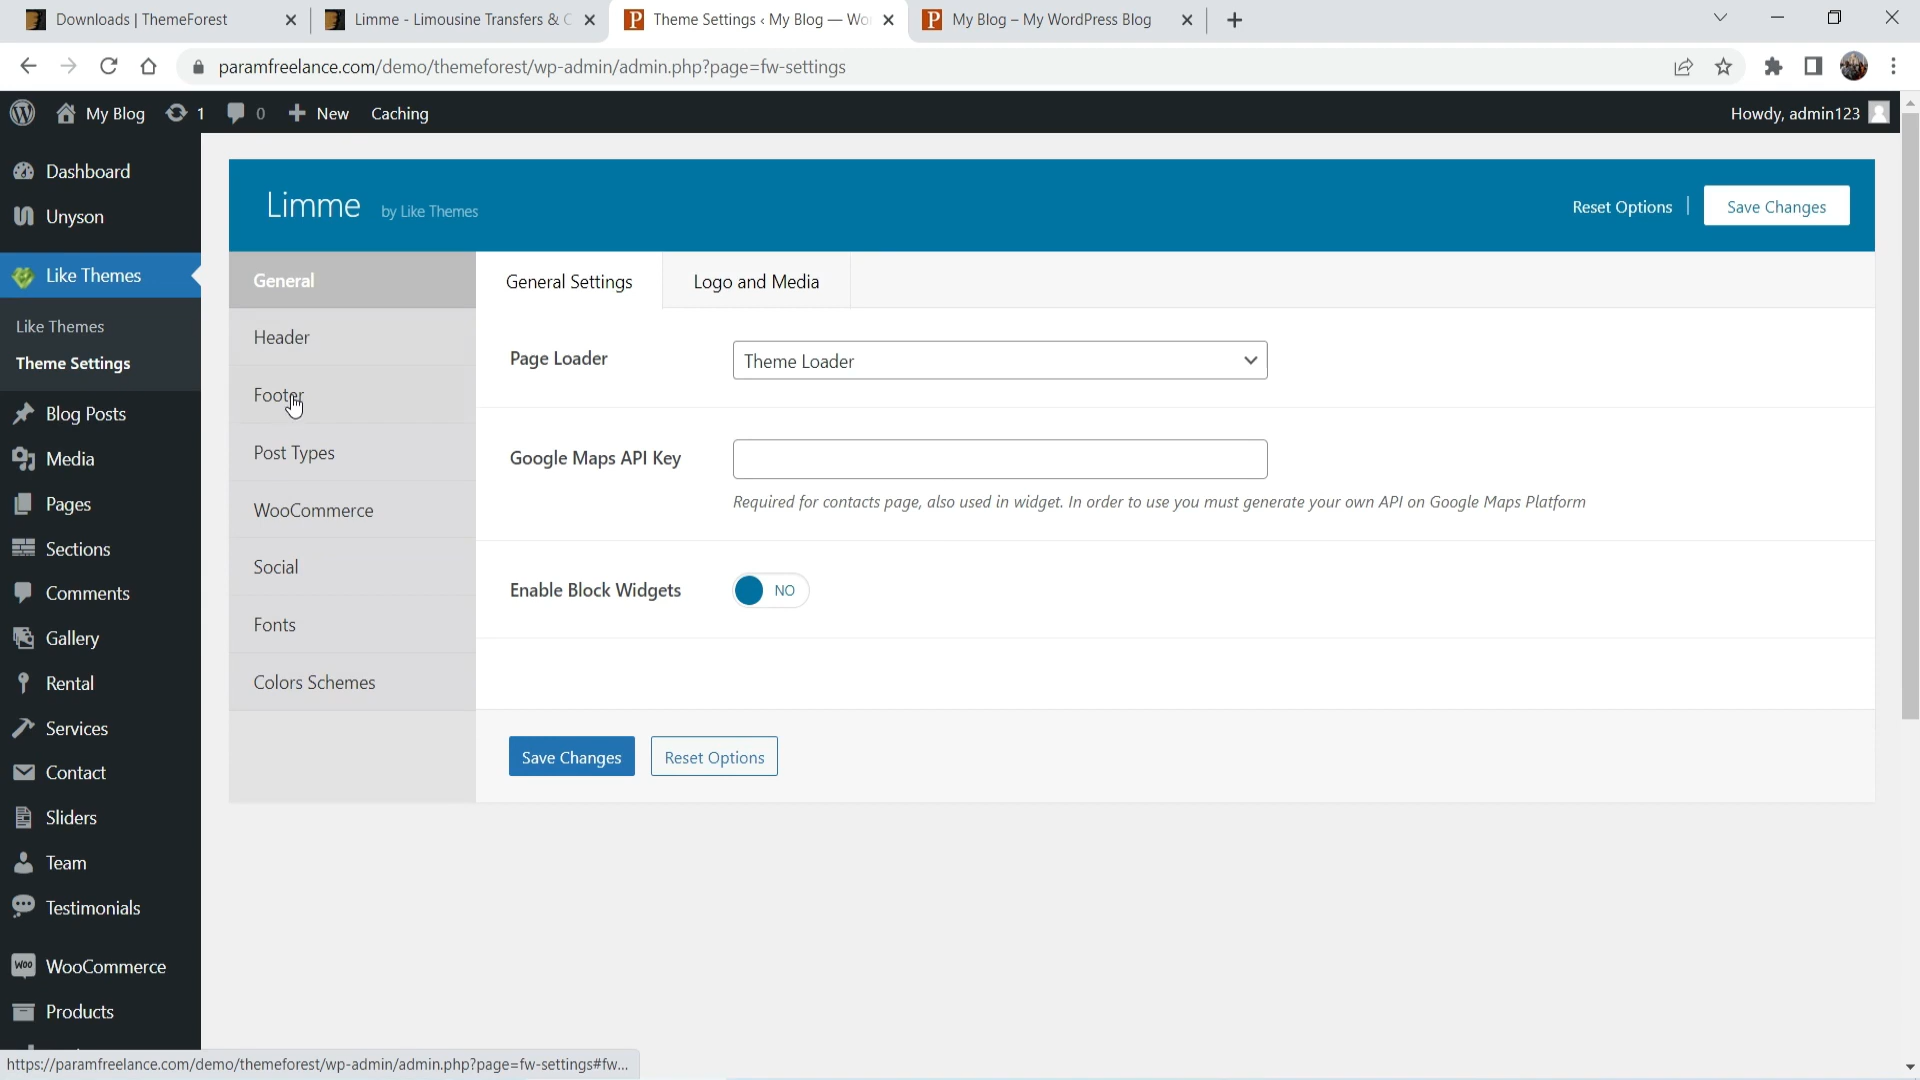 Downloads | ThemeForest
Limme - Limousine Transfers & C
Theme Settings ‹ My Blog — Wo
My Blog – My WordPress Blog
paramfreelance.com/demo/themeforest/wp-admin/admin.php?page=fw-settings
My Blog
1
0
New
Caching
Howdy, admin123
Dashboard
Unyson
Like Themes
Like Themes
Theme Settings
Blog Posts
Media
Pages
Sections
Comments
Gallery
Rental
Services
Contact
Sliders
Team
Testimonials
WooCommerce
Products
Limme by Like Themes
Reset Options
Save Changes
General
Header
Footer
Post Types
WooCommerce
Social
Fonts
Colors Schemes
General Settings
Logo and Media
Page Loader
Theme Loader
Google Maps API Key
Required for contacts page, also used in widget. In order to use you must generate your own API on Google Maps Platform
Enable Block Widgets
NO
Save Changes
Reset Options
https://paramfreelance.com/demo/themeforest/wp-admin/admin.php?page=fw-settings#fw...